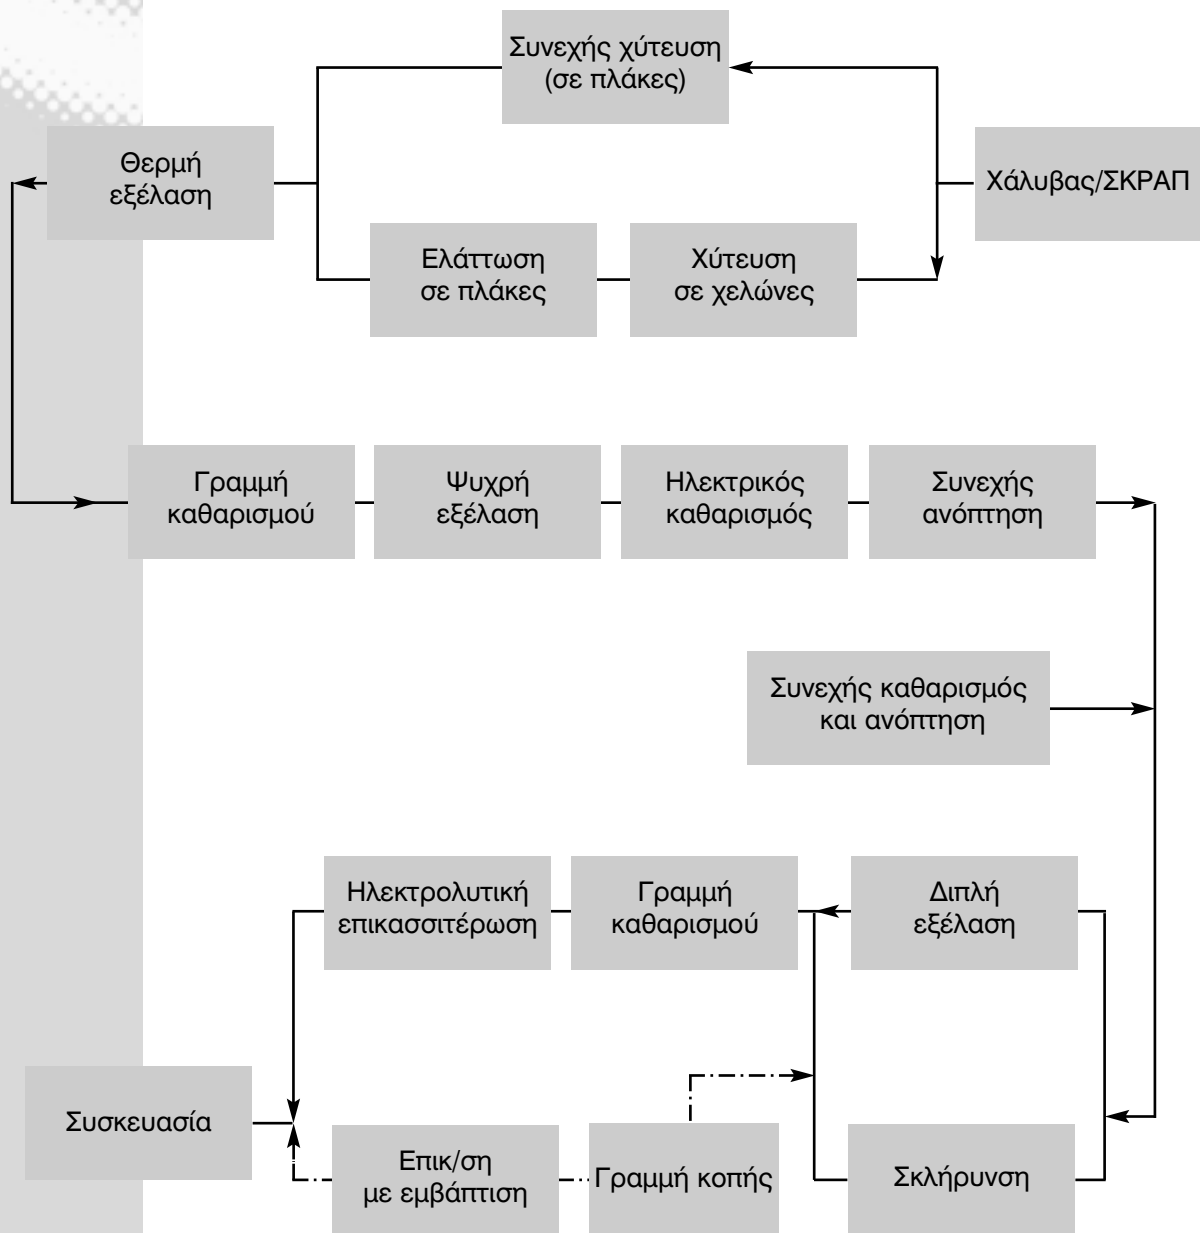 Συνεχής χύτευση
(σε πλάκες)
Θερμή
εξέλαση
Χάλυβας/ΣΚΡΑΠ
Ελάττωση
σε πλάκες
Χύτευση
σε χελώνες
Γραμμή
καθαρισμού
Ψυχρή
εξέλαση
Ηλεκτρικός
καθαρισμός
Συνεχής
ανόπτηση
Συνεχής καθαρισμός
και ανόπτηση
Ηλεκτρολυτική
επικασσιτέρωση
Γραμμή
καθαρισμού
Διπλή
εξέλαση
Συσκευασία
Επικ/ση
με εμβάπτιση
Γραμμή κοπής
Σκλήρυνση